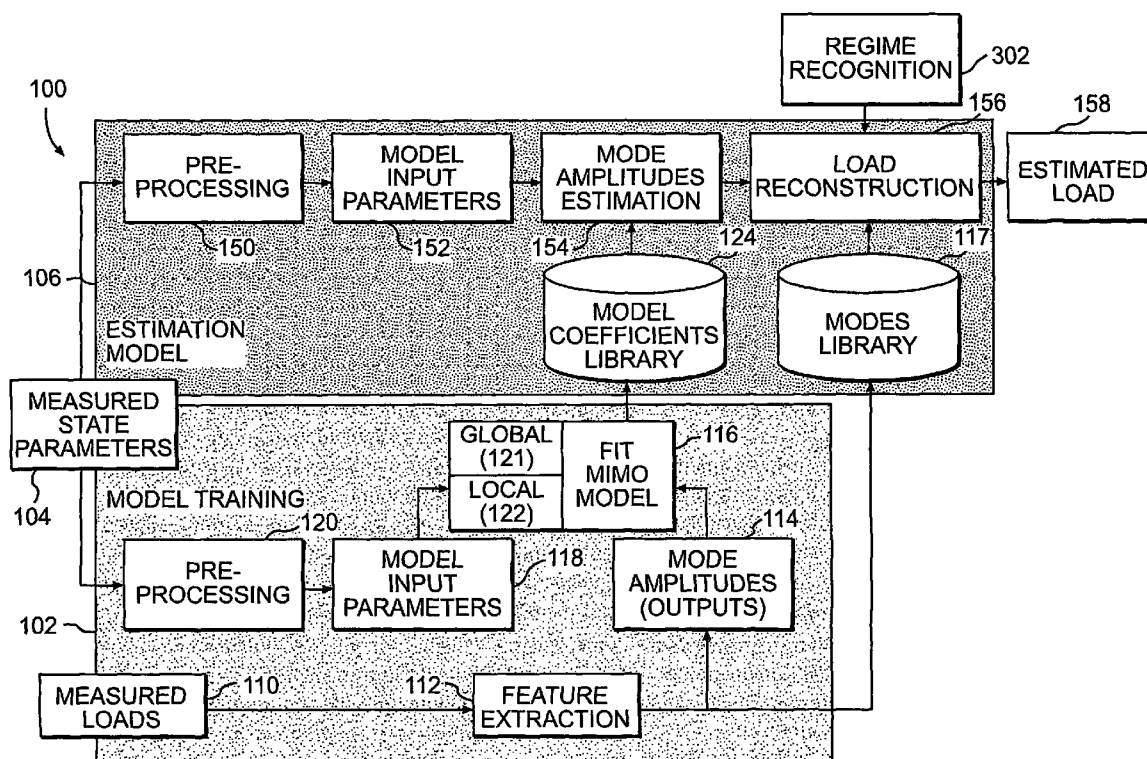 REGIME
RECOGNITION
302
100
156
158
PRE-
PROCESSING
MODEL
INPUT
PARAMETERS
MODE
AMPLITUDES
ESTIMATION
LOAD
RECONSTRUCTION
ESTIMATED
LOAD
150
152
154
124
117
106
ESTIMATION
MODEL
MODEL
COEFFICIENTS
LIBRARY
MODES
LIBRARY
MEASURED
STATE
PARAMETERS
104
GLOBAL
(121)
LOCAL
(122)
FIT
MIMO
MODEL
116
MODEL TRAINING
120
PRE-
PROCESSING
MODEL
INPUT
PARAMETERS
118
114
MODE
AMPLITUDES
(OUTPUTS)
102
MEASURED
LOADS
110
112
FEATURE
EXTRACTION